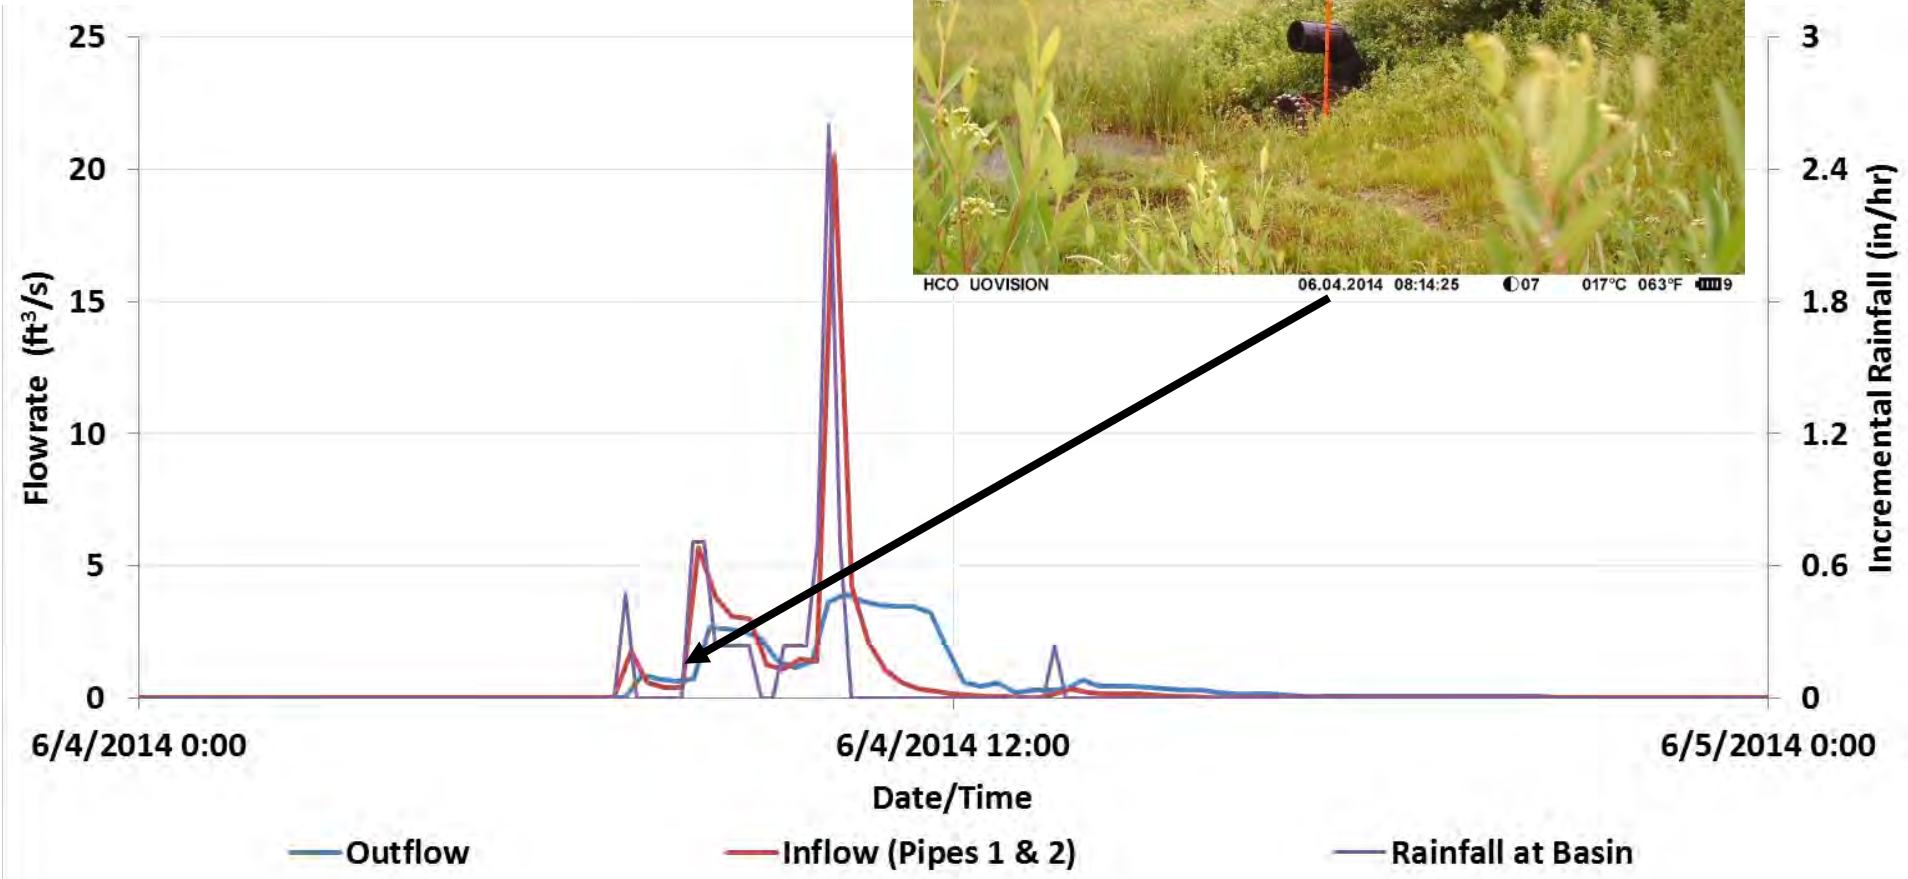 HCO UOVISION 06.04.2014 08:14:25 07 017°C 063°F 9
Flowrate (ft³/s)
25
20
15
10
5
0
3
2.4
1.8
1.2
0.6
0
Incremental Rainfall (in/hr)
6/4/2014 0:00 6/4/2014 12:00 6/5/2014 0:00
Date/Time
Outflow Inflow (Pipes 1 & 2) Rainfall at Basin